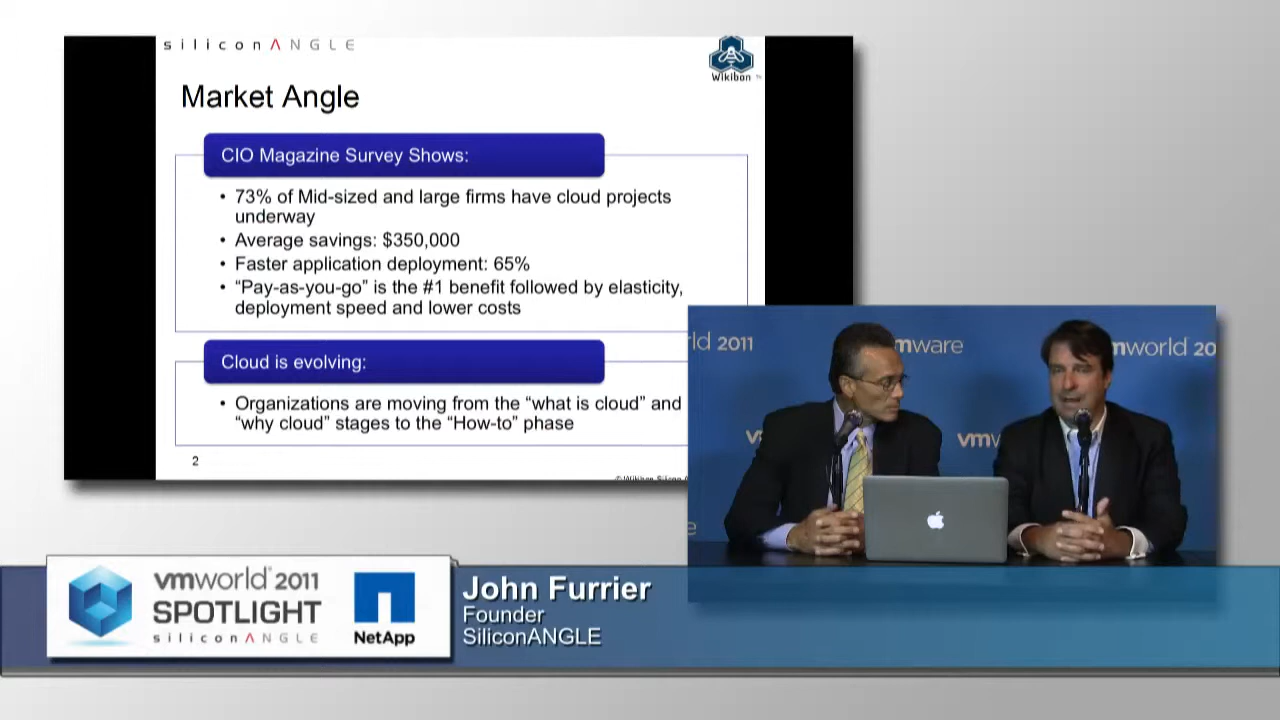 siliconANGLE
Wikibon
Market Angle
CIO Magazine Survey Shows:
• 73% of Mid-sized and large firms have cloud projects
underway
• Average savings: $350,000
• Faster application deployment: 65%
• “Pay-as-you-go” is the #1 benefit followed by elasticity,
deployment speed and lower costs
Cloud is evolving:
• Organizations are moving from the “what is cloud” and
“why cloud” stages to the “How-to” phase
2
rld 2011
mware
mworld 20
vmw
vmworld 2011
SPOTLIGHT
siliconANGLE
NetApp
John Furrier
Founder
SiliconANGLE